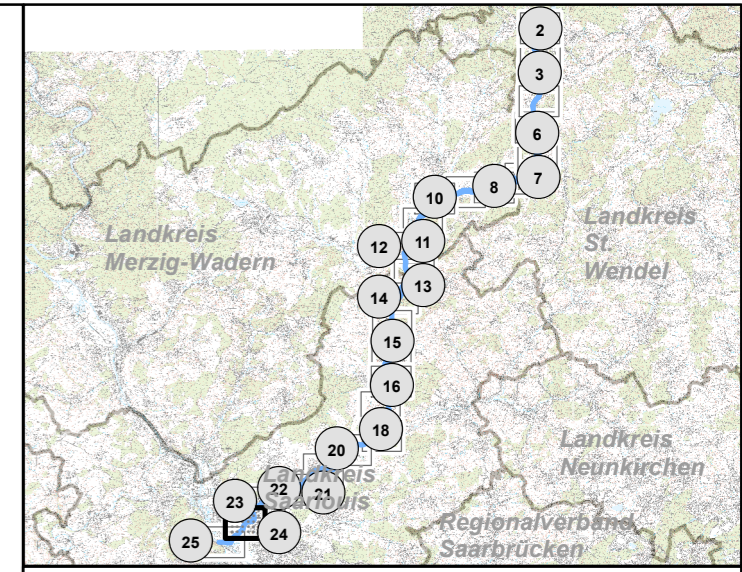 2
3
6
7
8
10
Landkreis
St.
Wendel
Landkreis
Merzig-Wadern
12
11
13
14
15
16
18
Landkreis
Neunkirchen
20
Landkreis
Saarlouis
22
21
23
24
Regionalverband
Saarbrücken
25